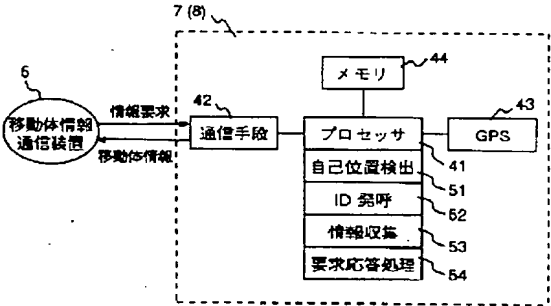 7 (8)
メモリ
44
6
移動体情報
通信装置
情報要求
移動体情報
42
通信手段
プロセッサ
41
43
GPS
自己位置検出
51
ID 発呼
52
情報収集
53
要求応答処理
54